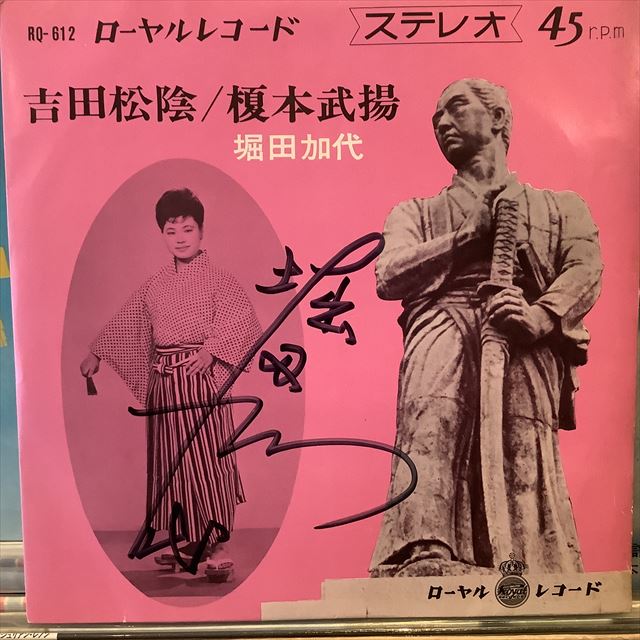 RQ-612 ローヤルレコード ステレオ 45 r.p.m
吉田松陰/榎本武揚
堀田加代
ローヤル Royal レコード